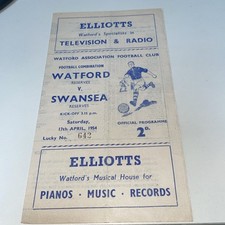 ELLIOTTS
Watford's Specialists in
TELEVISION & RADIO
WATFORD ASSOCIATION FOOTBALL CLUB
FOOTBALL COMBINATION
WATFORD
RESERVES
V.
SWANSEA
RESERVES
KICK-OFF 3.15 p.m.
Saturday,
17th APRIL, 1954
Lucky No. 642
OFFICIAL PROGRAMME
2D.
ELLIOTTS
Watford's Musical House for
PIANOS · MUSIC · RECORDS